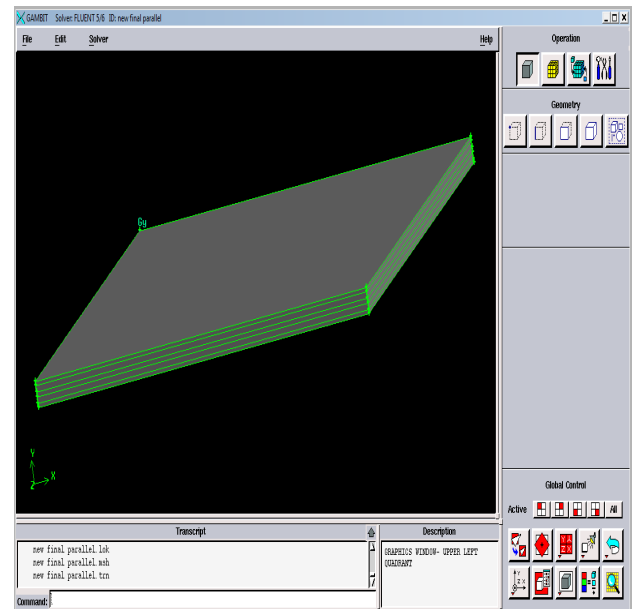 GAMBIT Solver: FLUENT 5/6 ID: new final parallel
File Edit Solver Help
Operation
Geometry
Gy
Y
X
Z
Global Control
Active All
Transcript
Description
new final parallel.lok
new final parallel.msh
new final parallel.trn
GRAPHICS WINDOW- UPPER LEFT
QUADRANT
Command: